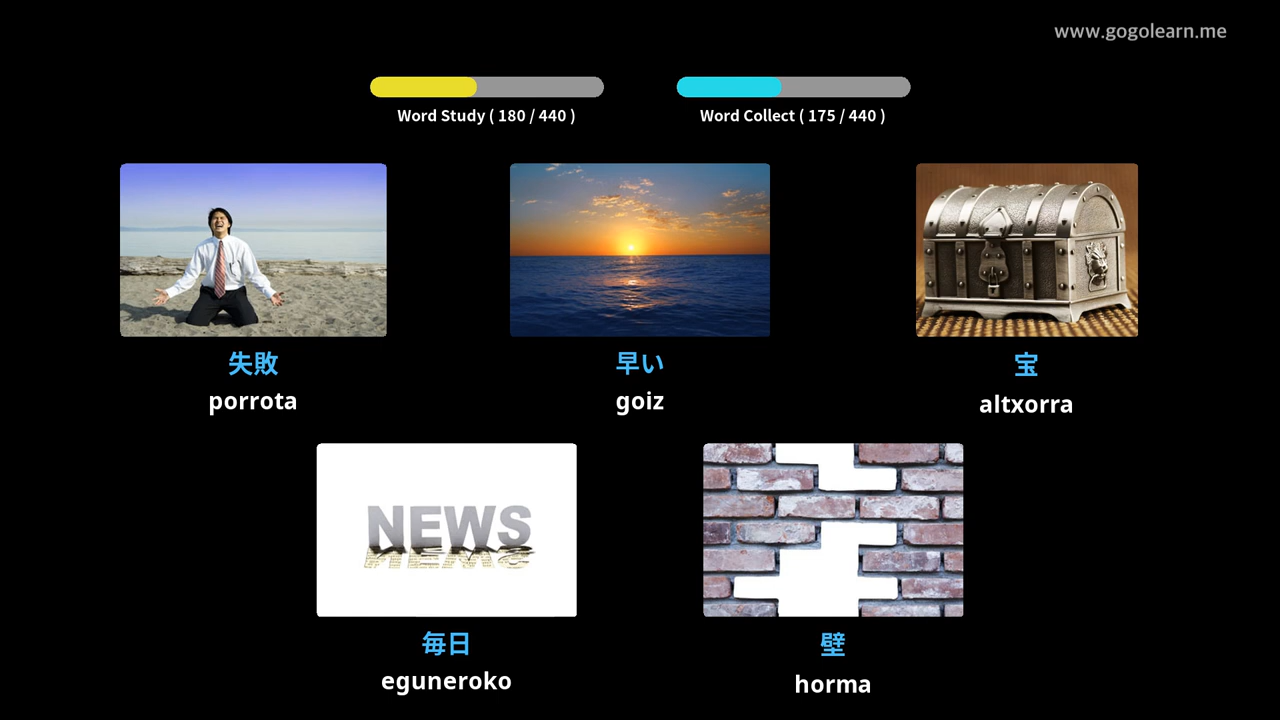 www.gogolearn.me
Word Study ( 180 / 440 )
Word Collect ( 175 / 440 )
失敗
porrota
早い
goiz
宝
altxorra
NEWS
毎日
eguneroko
壁
horma